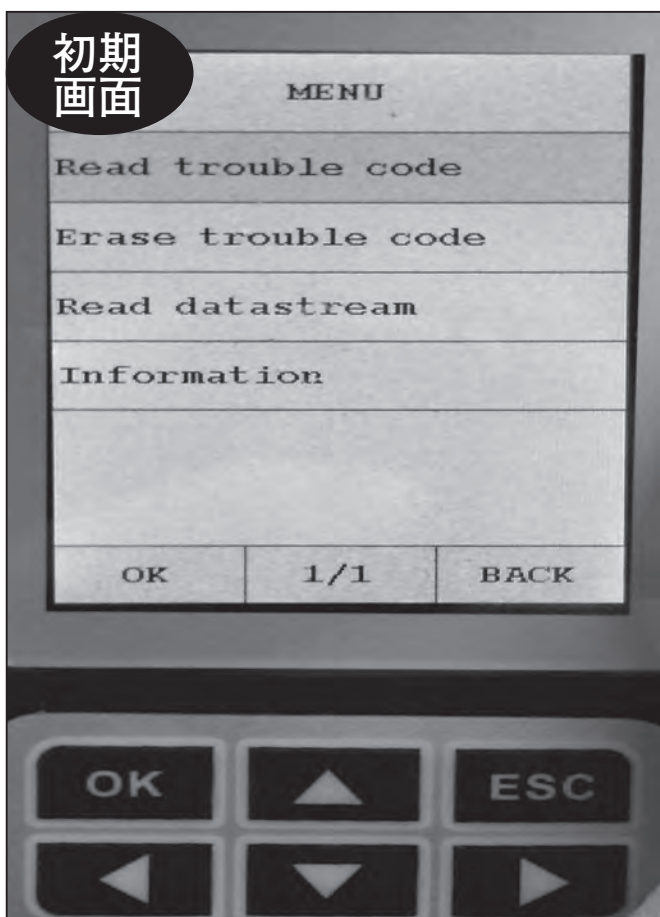 初期
画面
MENU
Read trouble code
Erase trouble code
Read datastream
Information
OK 1/1 BACK
OK ESC